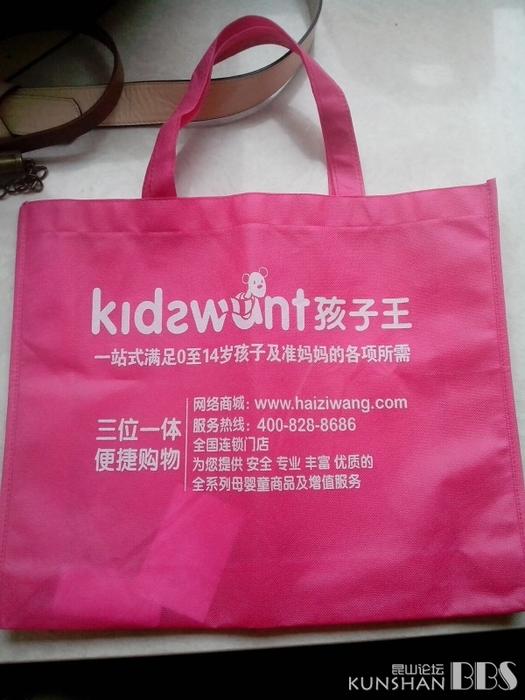 kidswant孩子王
一站式满足0至14岁孩子及准妈妈的各项所需
三位一体
便捷购物
网络商城: www.haiziwang.com
服务热线: 400-828-8686
全国连锁门店
为您提供 安全 专业 丰富 优质的
全系列母婴童商品及增值服务
昆山论坛
KUNSHAN BBS